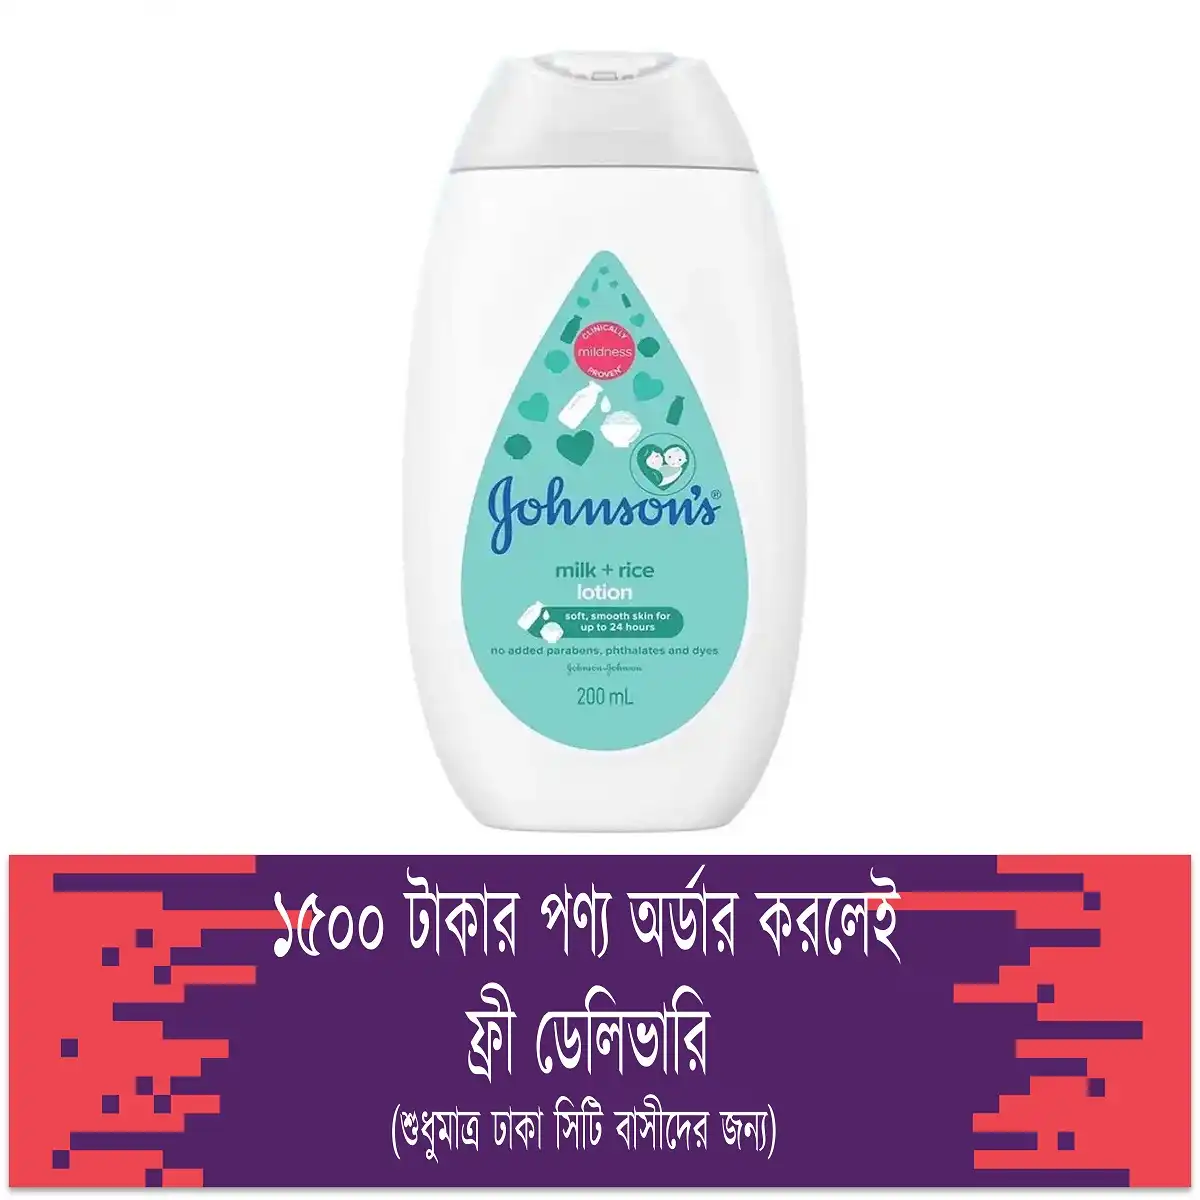 CLINICALLY
mildness
PROVEN*
Johnson's®
milk + rice
lotion
soft, smooth skin for
up to 24 hours
no added parabens, phthalates and dyes
Johnson & Johnson
200 mL
১৫০০ টাকার পণ্য অর্ডার করলেই
ফ্রী ডেলিভারি
(শুধুমাত্র ঢাকা সিটি বাসীদের জন্য)